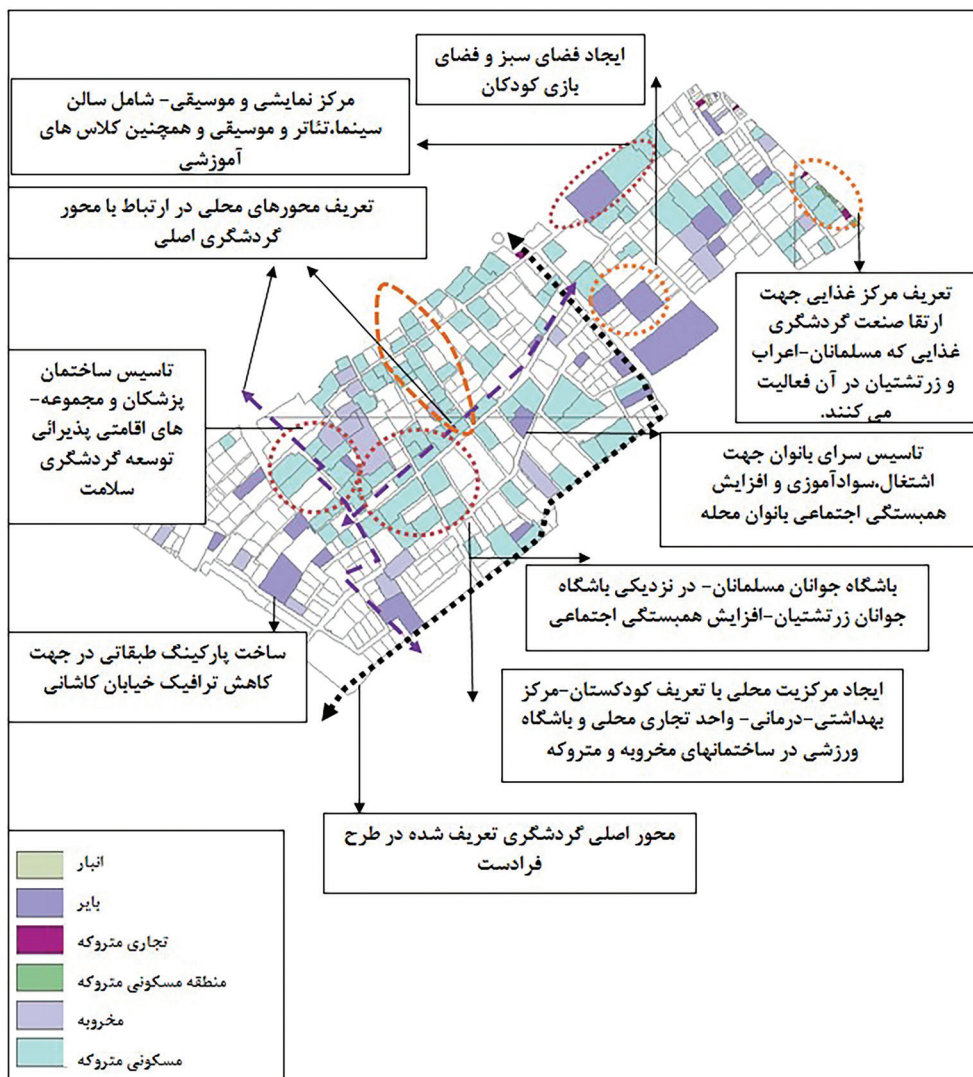 ایجاد فضای سبز و فضای
بازی کودکان
مرکز نمایشی و موسیقی- شامل سالن
سینما،تئاتر و موسیقی و همچنین کلاس های
آموزشی
تعریف محورهای محلی در ارتباط با محور
گردشگری اصلی
تعریف مرکز غذایی جهت
ارتقا صنعت گردشگری
غذایی که مسلمانان-اعراب
و زرتشتیان در آن فعالیت
می کنند.
تاسیس ساختمان
پزشکان و مجموعه-
های اقامتی پذیرائی
توسعه گردشگری
سلامت
تاسیس سرای بانوان جهت
اشتغال،سوادآموزی و افزایش
همبستگی اجتماعی بانوان محله
باشگاه جوانان مسلمانان- در نزدیکی باشگاه
جوانان زرتشتیان-افزایش همبستگی اجتماعی
ساخت پارکینگ طبقاتی در جهت
کاهش ترافیک خیابان کاشانی
ایجاد مرکزیت محلی با تعریف کودکستان-مرکز
بهداشتی-درمانی- واحد تجاری محلی و باشگاه
ورزشی در ساختمانهای مخروبه و متروکه
محور اصلی گردشگری تعریف شده در طرح
فرادست
انبار
بایر
تجاری متروکه
منطقه مسکونی متروکه
مخروبه
مسکونی متروکه